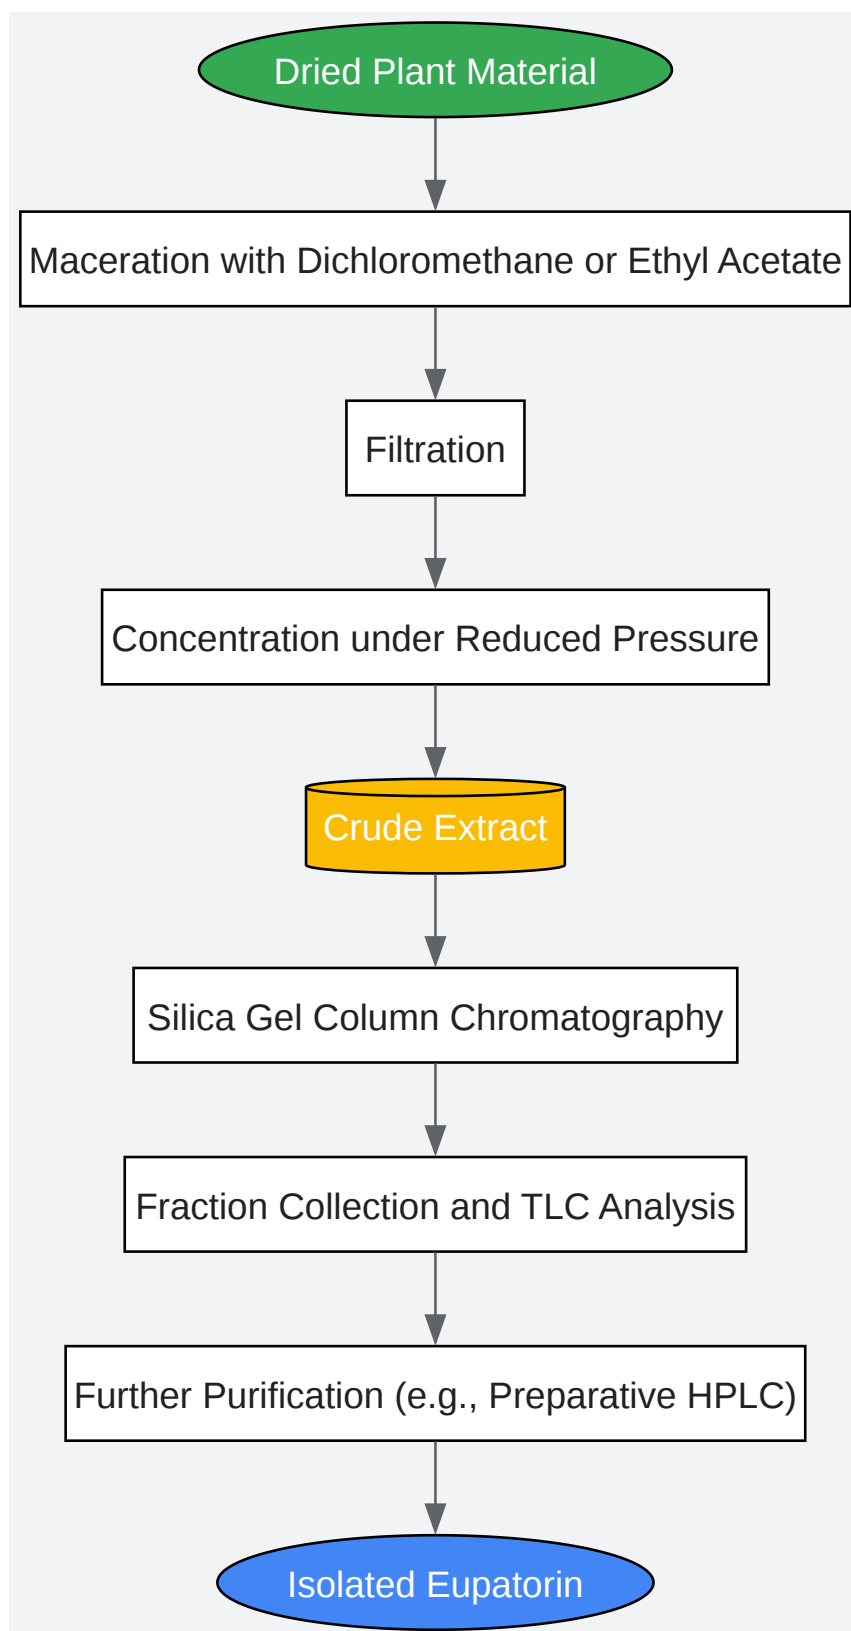 Dried Plant Material
Maceration with Dichloromethane or Ethyl Acetate
Filtration
Concentration under Reduced Pressure
Crude Extract
Silica Gel Column Chromatography
Fraction Collection and TLC Analysis
Further Purification (e.g., Preparative HPLC)
Isolated Eupatorin